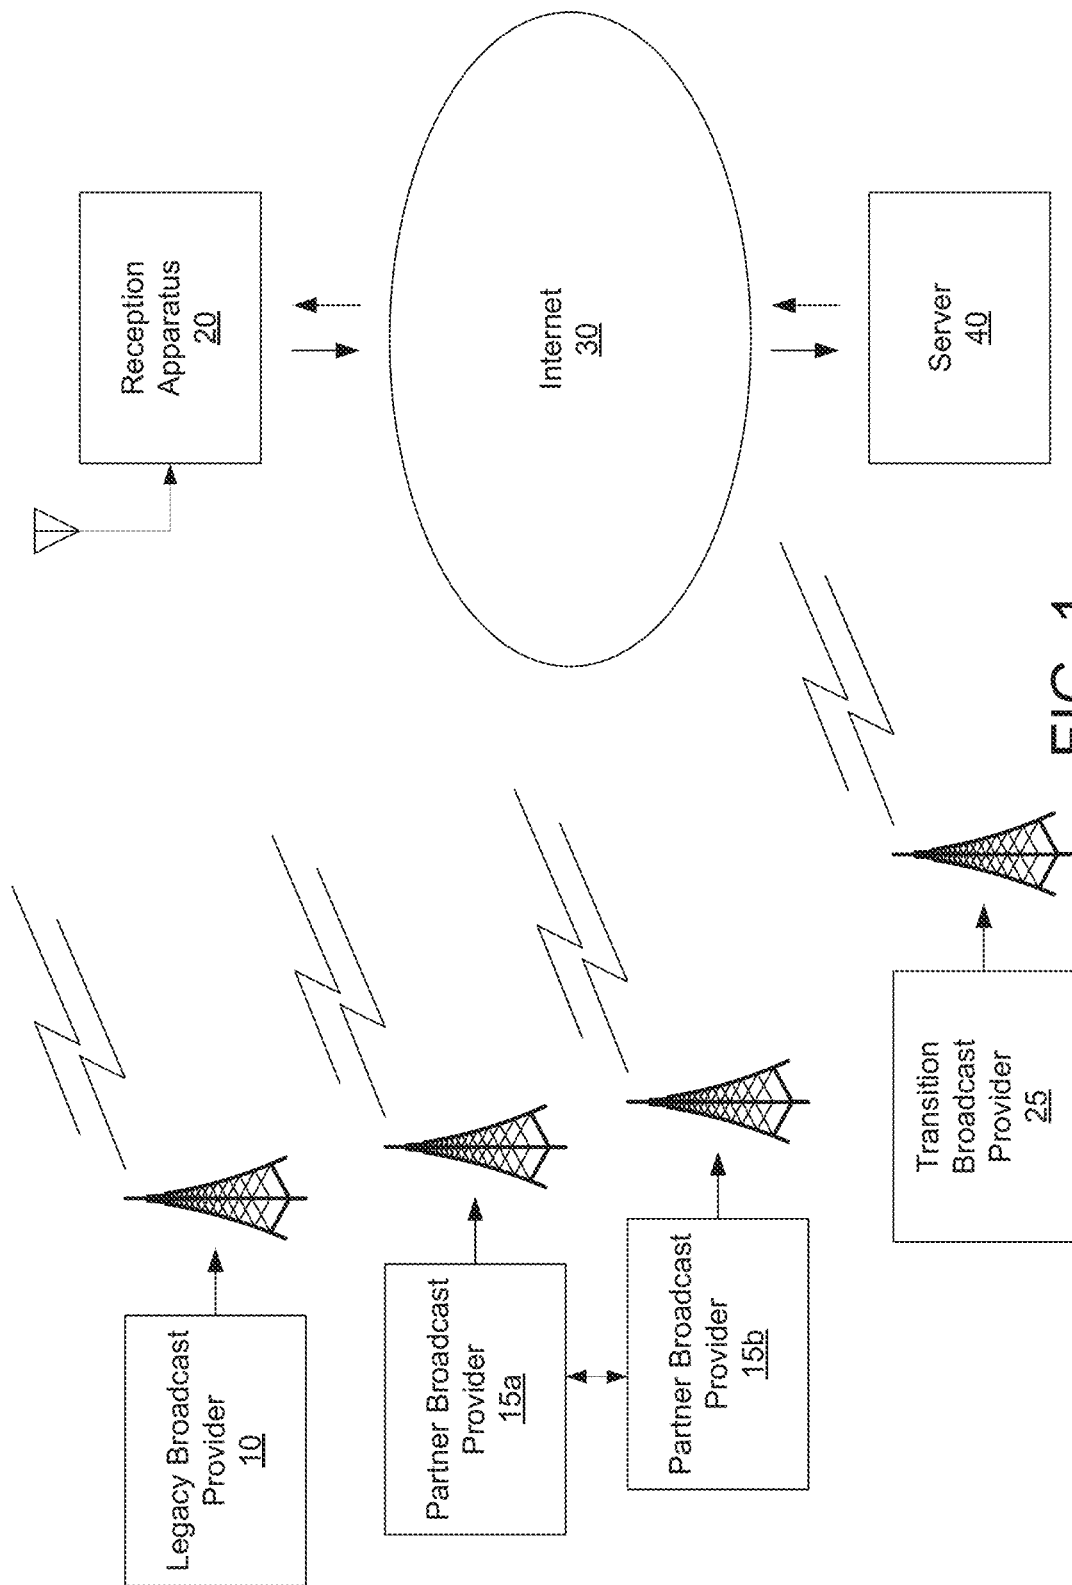 Legacy Broadcast
Provider
10
Partner Broadcast
Provider
15a
Partner Broadcast
Provider
15b
Transition
Broadcast
Provider
25
Reception
Apparatus
20
Internet
30
Server
40
FIG. 1